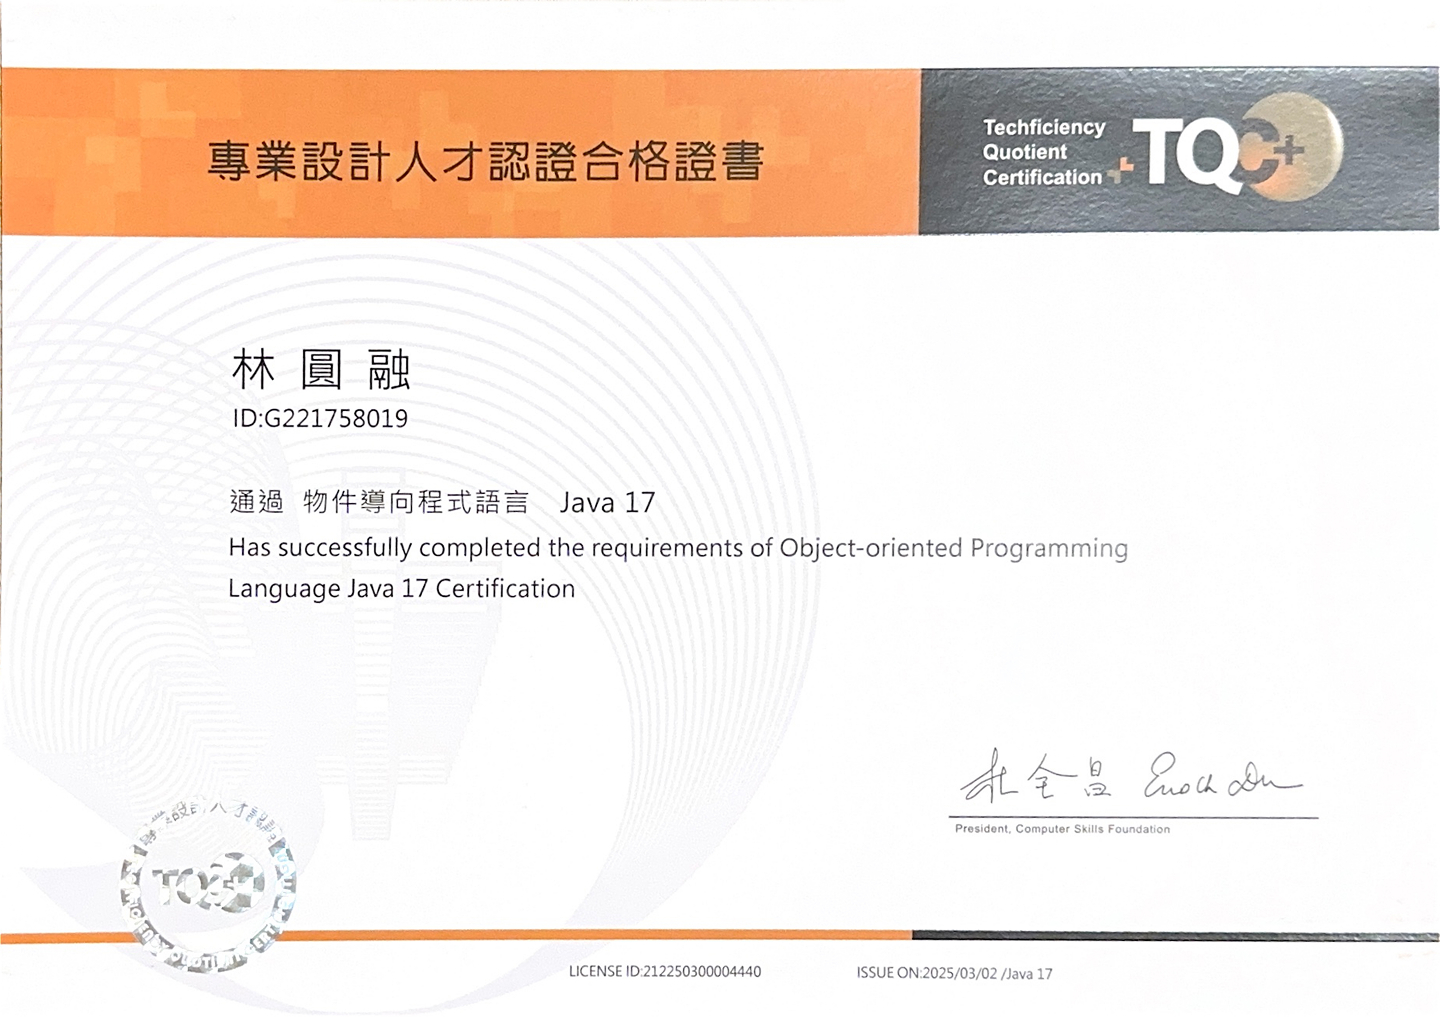 專業設計人才認證合格證書
Techficiency
Quotient
Certification
TQC+
林圓融
ID:G221758019
通過 物件導向程式語言 Java 17
Has successfully completed the requirements of Object-oriented Programming
Language Java 17 Certification
杜全昌 Enoch Du
President, Computer Skills Foundation
專業設計人才認證
TQC+
LICENSE ID:212250300004440
ISSUE ON:2025/03/02 /Java 17